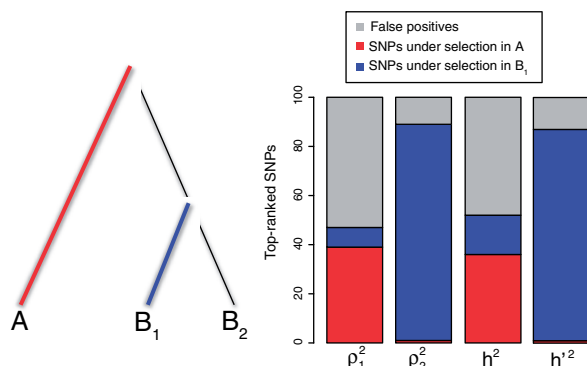 False positives
SNPs under selection in A
SNPs under selection in B₁
A
B₁
B₂
Top-ranked SNPs
100
80
60
40
20
0
ρ²₁
ρ²₂
h²
h'²